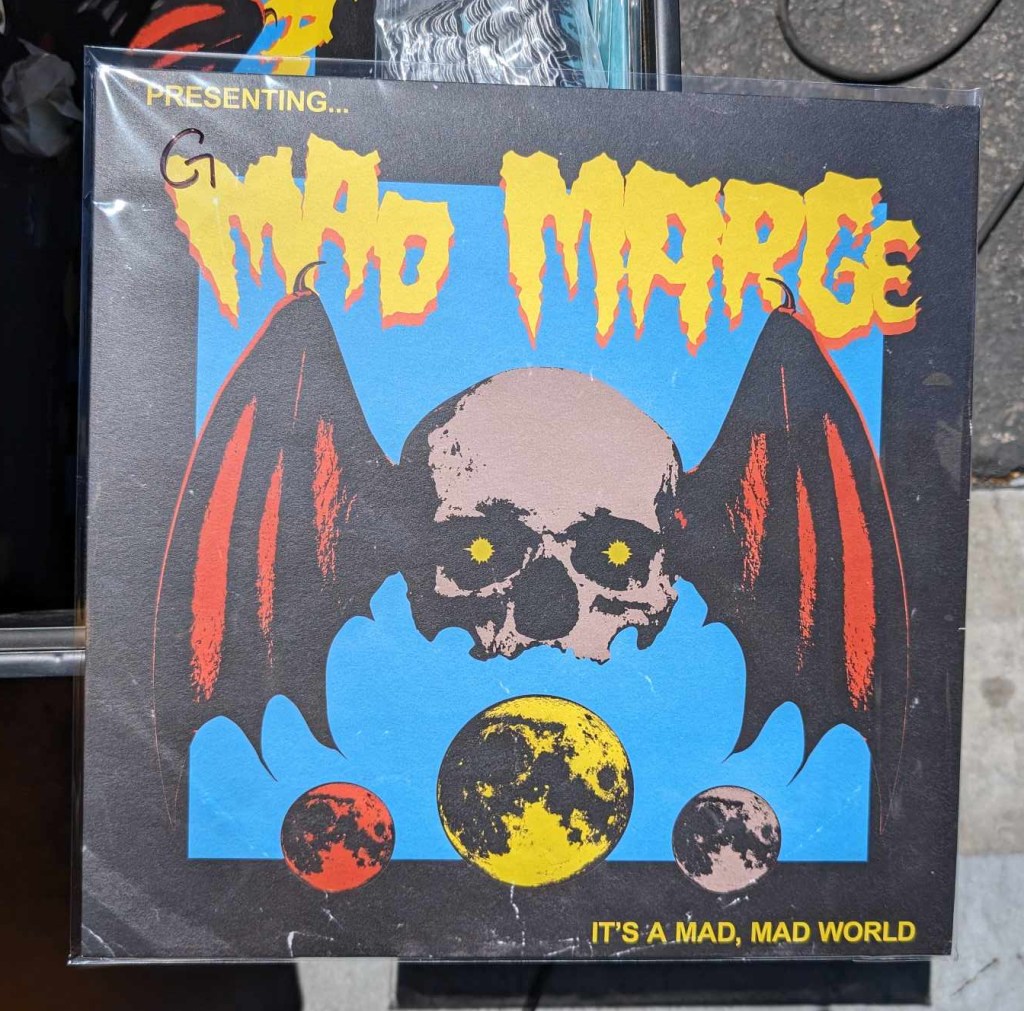 PRESENTING...
G
MAD MARGE
IT'S A MAD, MAD WORLD